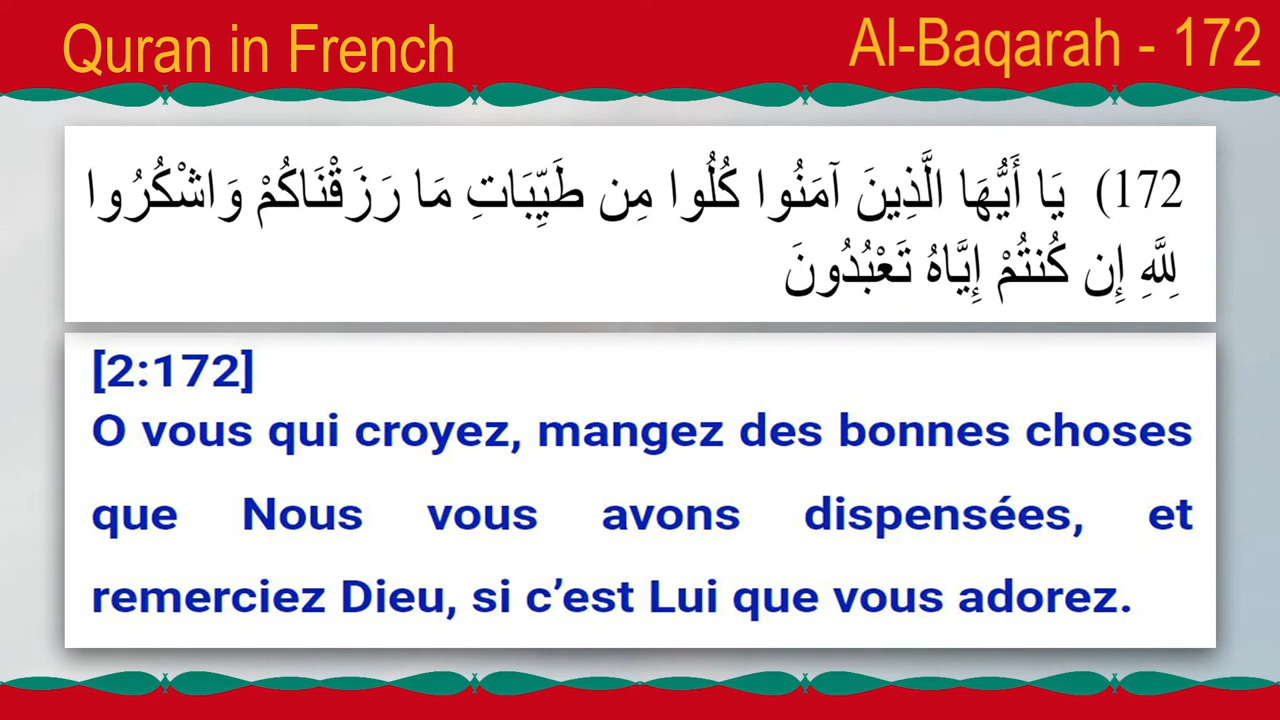 Quran in French
Al-Baqarah - 172
172) يَا أَيُّهَا الَّذِينَ آمَنُوا كُلُوا مِن طَيِّبَاتِ مَا رَزَقْنَاكُمْ وَاشْكُرُوا
لِلَّهِ إِن كُنتُمْ إِيَّاهُ تَعْبُدُونَ
[2:172]
O vous qui croyez, mangez des bonnes choses
que Nous vous avons dispensées, et
remerciez Dieu, si c’est Lui que vous adorez.